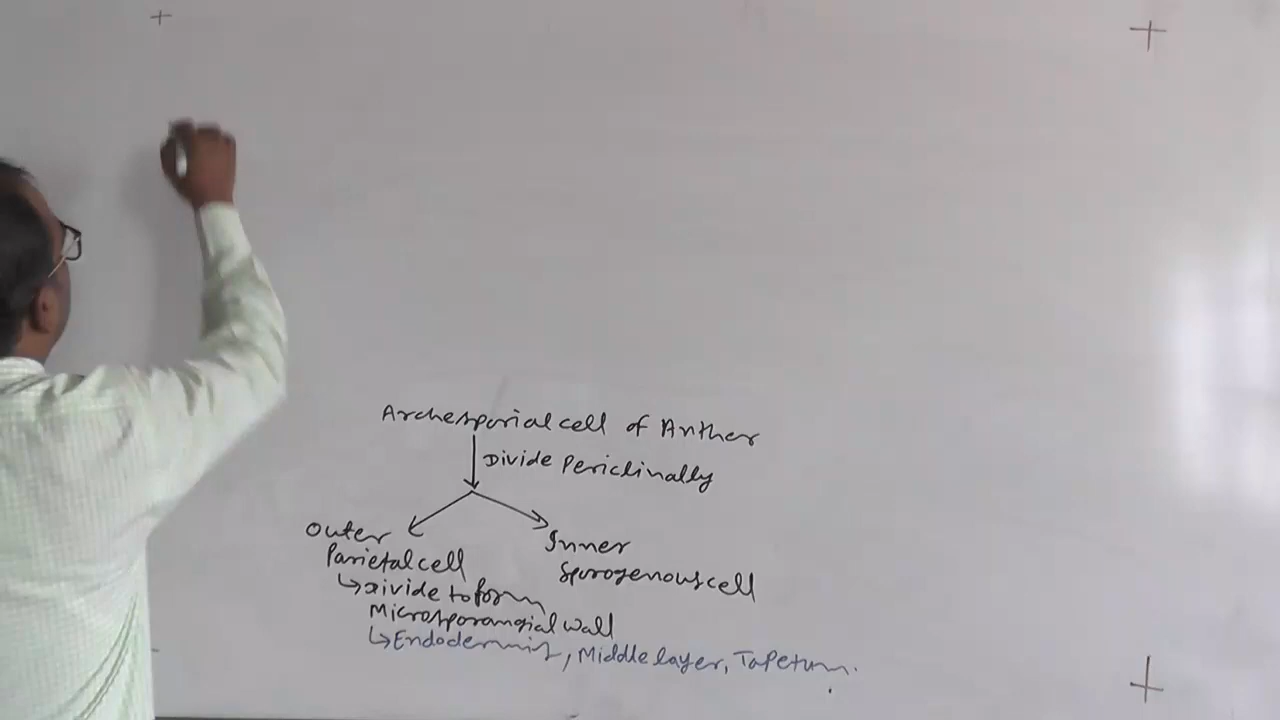 Archesporial cell of Anther
Divide Periclinally
Outer
Parietal cell
Inner
Sporogenous cell
↳Divide to form
Microsporangial wall
↳Endodermis, Middle layer, Tapetum.